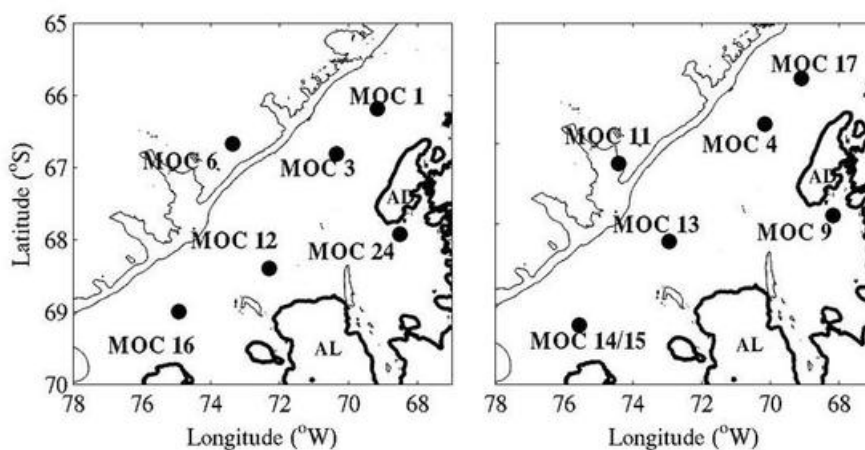 65
66
67
68
69
70
Latitude (°S)
MOC 1
MOC 6
MOC 3
AD
MOC 12
MOC 24
MOC 16
AL
78 76 74 72 70 68
Longitude (°W)
MOC 17
MOC 4
MOC 11
AD
MOC 13
MOC 9
MOC 14/15
AL
78 76 74 72 70 68
Longitude (°W)